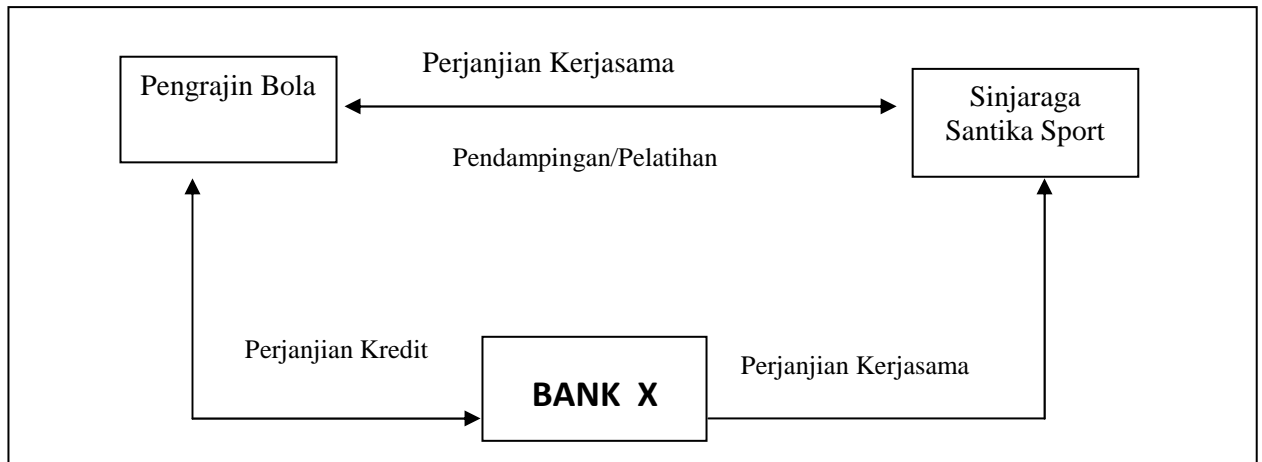 Perjanjian Kerjasama
Pengrajin Bola
Sinjaraga
Santika Sport
Pendampingan/Pelatihan
Perjanjian Kredit
BANK X
Perjanjian Kerjasama